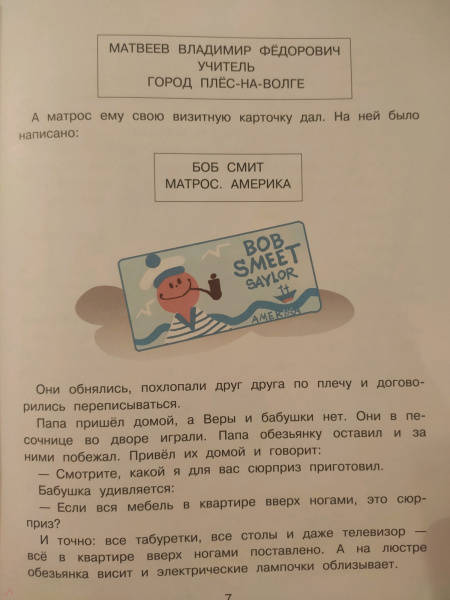 МАТВЕЕВ ВЛАДИМИР ФЁДОРОВИЧ
УЧИТЕЛЬ
ГОРОД ПЛЁС-НА-ВОЛГЕ
А матрос ему свою визитную карточку дал. На ней было
написано:
БОБ СМИТ
МАТРОС. АМЕРИКА
BOB
SMEET
SAYLOR
Они обнялись, похлопали друг друга по плечу и догово-
рились переписываться.
Папа пришёл домой, а Веры и бабушки нет. Они в пе-
сочнице во дворе играли. Папа обезьянку оставил и за
ними побежал. Привёл их домой и говорит:
— Смотрите, какой я для вас сюрприз приготовил.
Бабушка удивляется:
— Если вся мебель в квартире вверх ногами, это сюр-
приз?
И точно: все табуретки, все столы и даже телевизор —
всё в квартире вверх ногами поставлено. А на люстре
обезьянка висит и электрические лампочки облизывает.
7